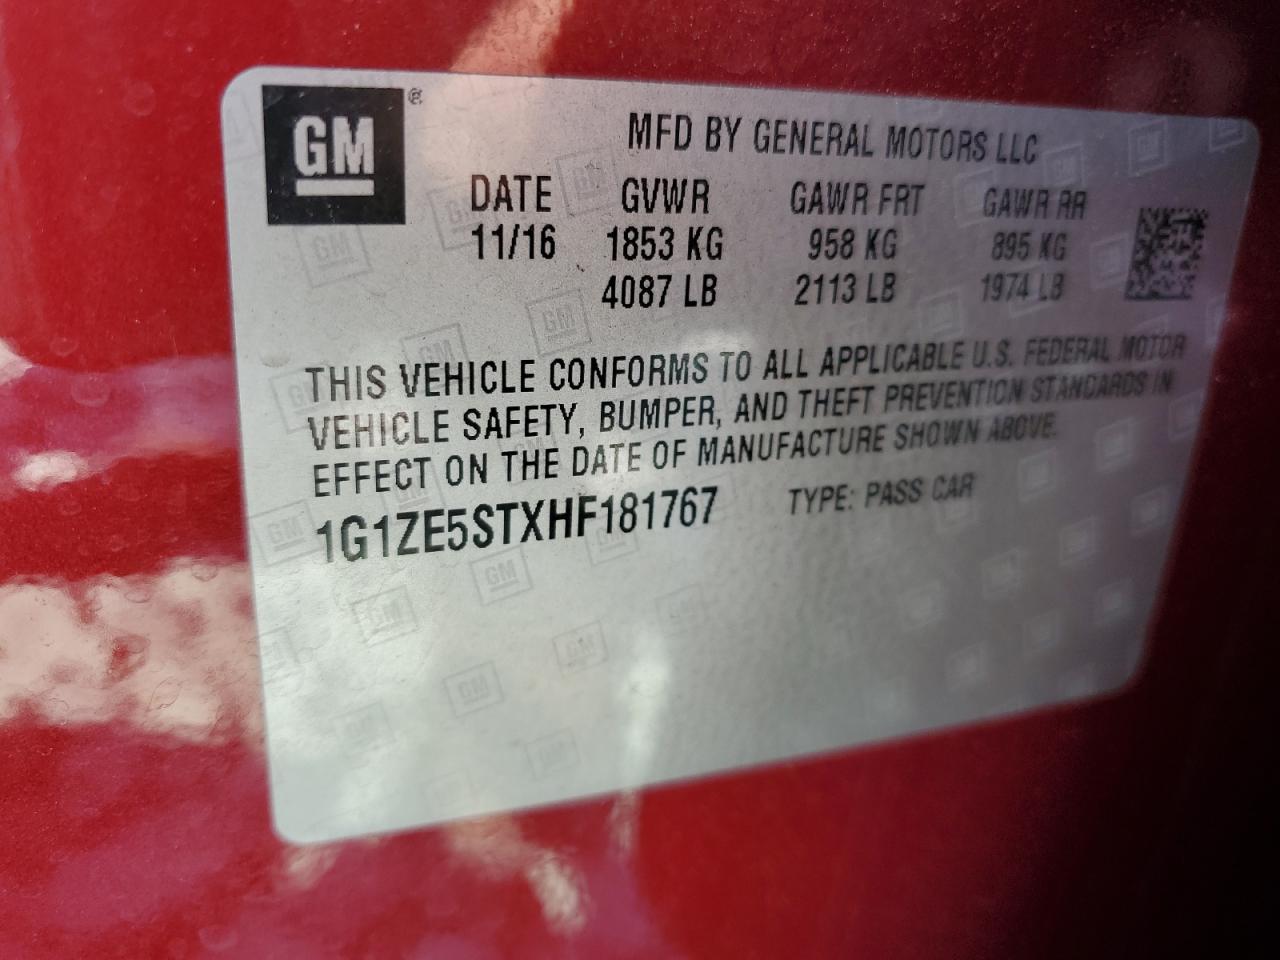 GM ®
MFD BY GENERAL MOTORS LLC
DATE GVWR GAWR FRT GAWR RR
11/16 1853 KG 958 KG 895 KG
4087 LB 2113 LB 1974 LB
THIS VEHICLE CONFORMS TO ALL APPLICABLE U.S. FEDERAL MOTOR
VEHICLE SAFETY, BUMPER, AND THEFT PREVENTION STANDARDS IN
EFFECT ON THE DATE OF MANUFACTURE SHOWN ABOVE.
1G1ZE5STXHF181767 TYPE: PASS CAR